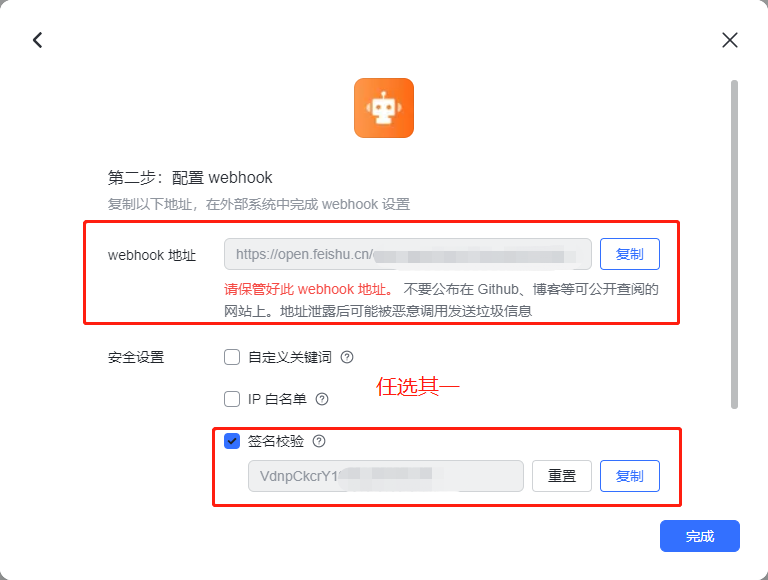 第二步：配置 webhook
复制以下地址，在外部系统中完成 webhook 设置
webhook 地址 https://open.feishu.cn/ 复制
请保管好此 webhook 地址。 不要公布在 Github、博客等可公开查阅的
网站上。地址泄露后可能被恶意调用发送垃圾信息
安全设置 自定义关键词 ?
任选其一
IP 白名单 ?
签名校验 ?
VdnpCkcrY1 重置 复制
完成